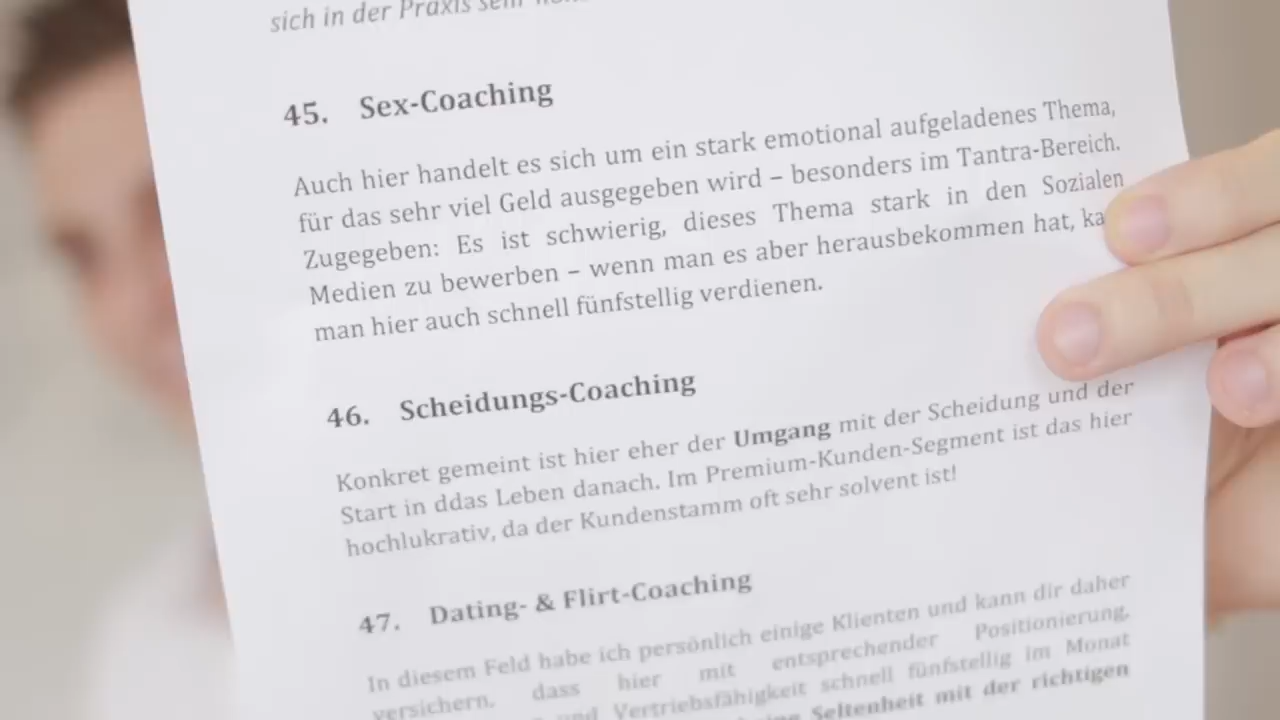 sich in der Praxis sehr
45. Sex-Coaching
Auch hier handelt es sich um ein stark emotional aufgeladenes Thema,
für das sehr viel Geld ausgegeben wird – besonders im Tantra-Bereich.
Zugegeben: Es ist schwierig, dieses Thema stark in den Sozialen
Medien zu bewerben – wenn man es aber herausbekommen hat, ka
man hier auch schnell fünfstellig verdienen.
46. Scheidungs-Coaching
Konkret gemeint ist hier eher der Umgang mit der Scheidung und der
Start in ddas Leben danach. Im Premium-Kunden-Segment ist das hier
hochlukrativ, da der Kundenstamm oft sehr solvent ist!
47. Dating- & Flirt-Coaching
In diesem Feld habe ich persönlich einige Klienten und kann dir daher
versichern, dass hier mit entsprechender Positionierung,
und Vertriebsfähigkeit schnell fünfstellig im Monat
keine Seltenheit mit der richtigen